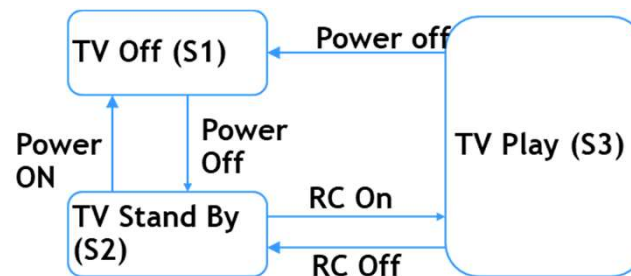 Power off
TV Off (S1)
TV Play (S3)
Power
ON
Power
Off
TV Stand By
(S2)
RC On
RC Off